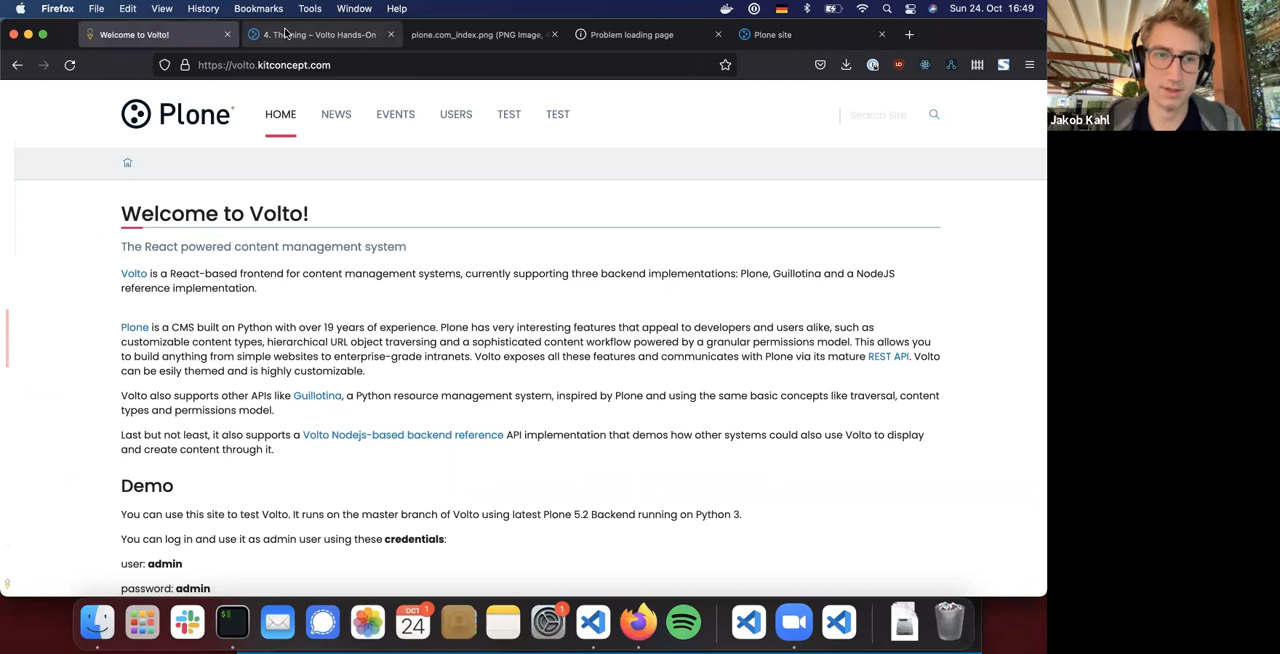 Firefox File Edit View History Bookmarks Tools Window Help Sun 24. Oct 16:49
Welcome to Volto! 4. Theming – Volto Hands-On plone.com_index.png (PNG Image, Problem loading page Plone site
https://volto.kitconcept.com
Plone HOME NEWS EVENTS USERS TEST TEST Search Site
Jakob Kahl
Welcome to Volto!
The React powered content management system
Volto is a React-based frontend for content management systems, currently supporting three backend implementations: Plone, Guillotina and a NodeJS
reference implementation.
Plone is a CMS built on Python with over 19 years of experience. Plone has very interesting features that appeal to developers and users alike, such as
customizable content types, hierarchical URL object traversing and a sophisticated content workflow powered by a granular permissions model. This allows you
to build anything from simple websites to enterprise-grade intranets. Volto exposes all these features and communicates with Plone via its mature REST API. Volto
can be esily themed and is highly customizable.
Volto also supports other APIs like Guillotina, a Python resource management system, inspired by Plone and using the same basic concepts like traversal, content
types and permissions model.
Last but not least, it also supports a Volto Nodejs-based backend reference API implementation that demos how other systems could also use Volto to display
and create content through it.
Demo
You can use this site to test Volto. It runs on the master branch of Volto using latest Plone 5.2 Backend running on Python 3.
You can log in and use it as admin user using these credentials:
user: admin
password: admin
OCT 1 1
24